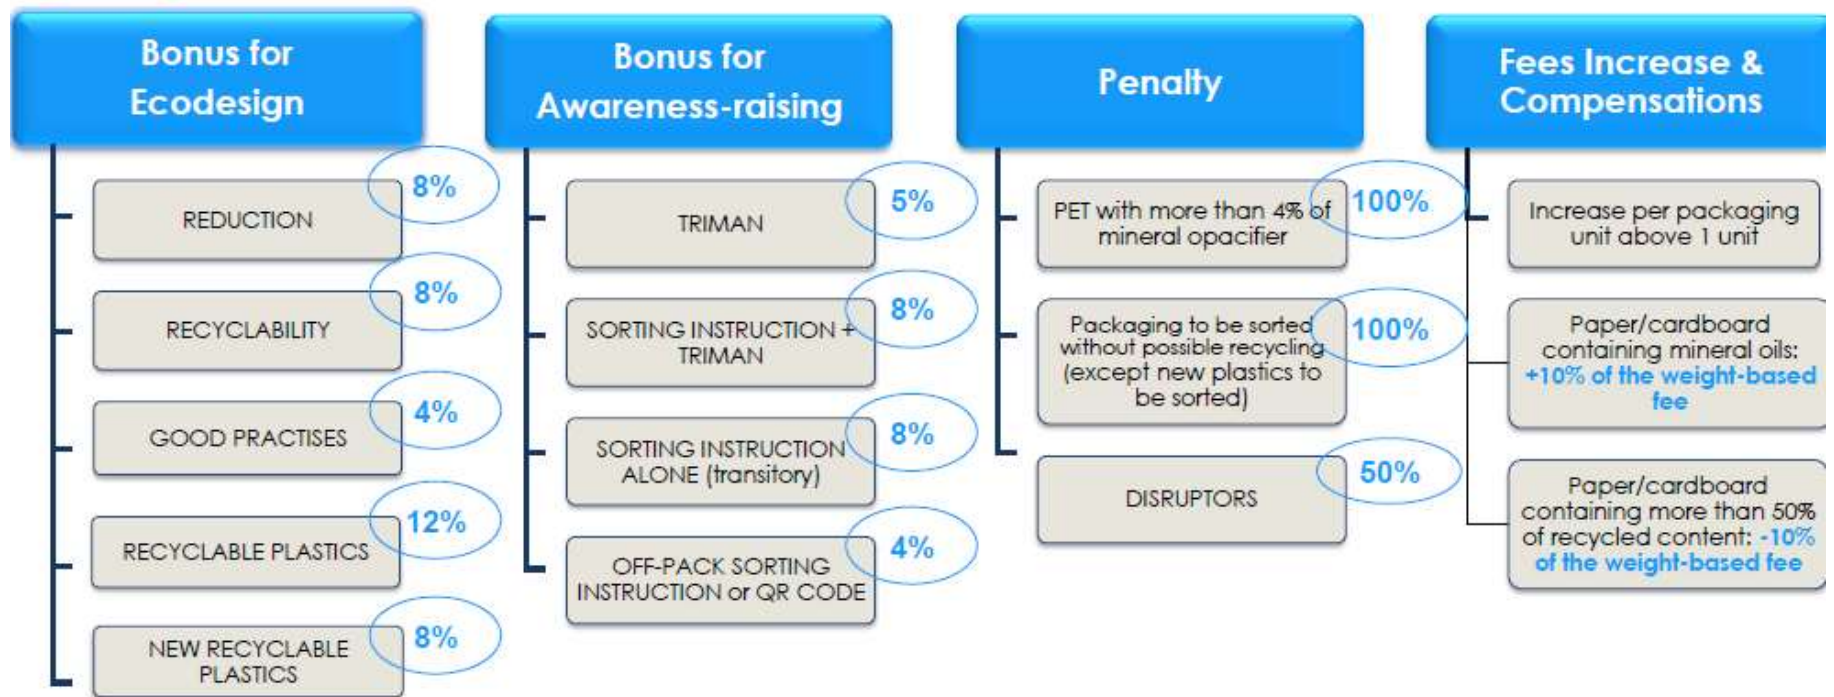 Bonus for
Ecodesign
8%
REDUCTION
8%
RECYCLABILITY
4%
GOOD PRACTISES
12%
RECYCLABLE PLASTICS
8%
NEW RECYCLABLE
PLASTICS
Bonus for
Awareness-raising
5%
TRIMAN
8%
SORTING INSTRUCTION +
TRIMAN
8%
SORTING INSTRUCTION
ALONE (transitory)
4%
OFF-PACK SORTING
INSTRUCTION or QR CODE
Penalty
100%
PET with more than 4% of
mineral opacifier
100%
Packaging to be sorted
without possible recycling
(except new plastics to
be sorted)
50%
DISRUPTORS
Fees Increase &
Compensations
Increase per packaging
unit above 1 unit
Paper/cardboard
containing mineral oils:
+10% of the weight-based
fee
Paper/cardboard
containing more than 50%
of recycled content: -10%
of the weight-based fee